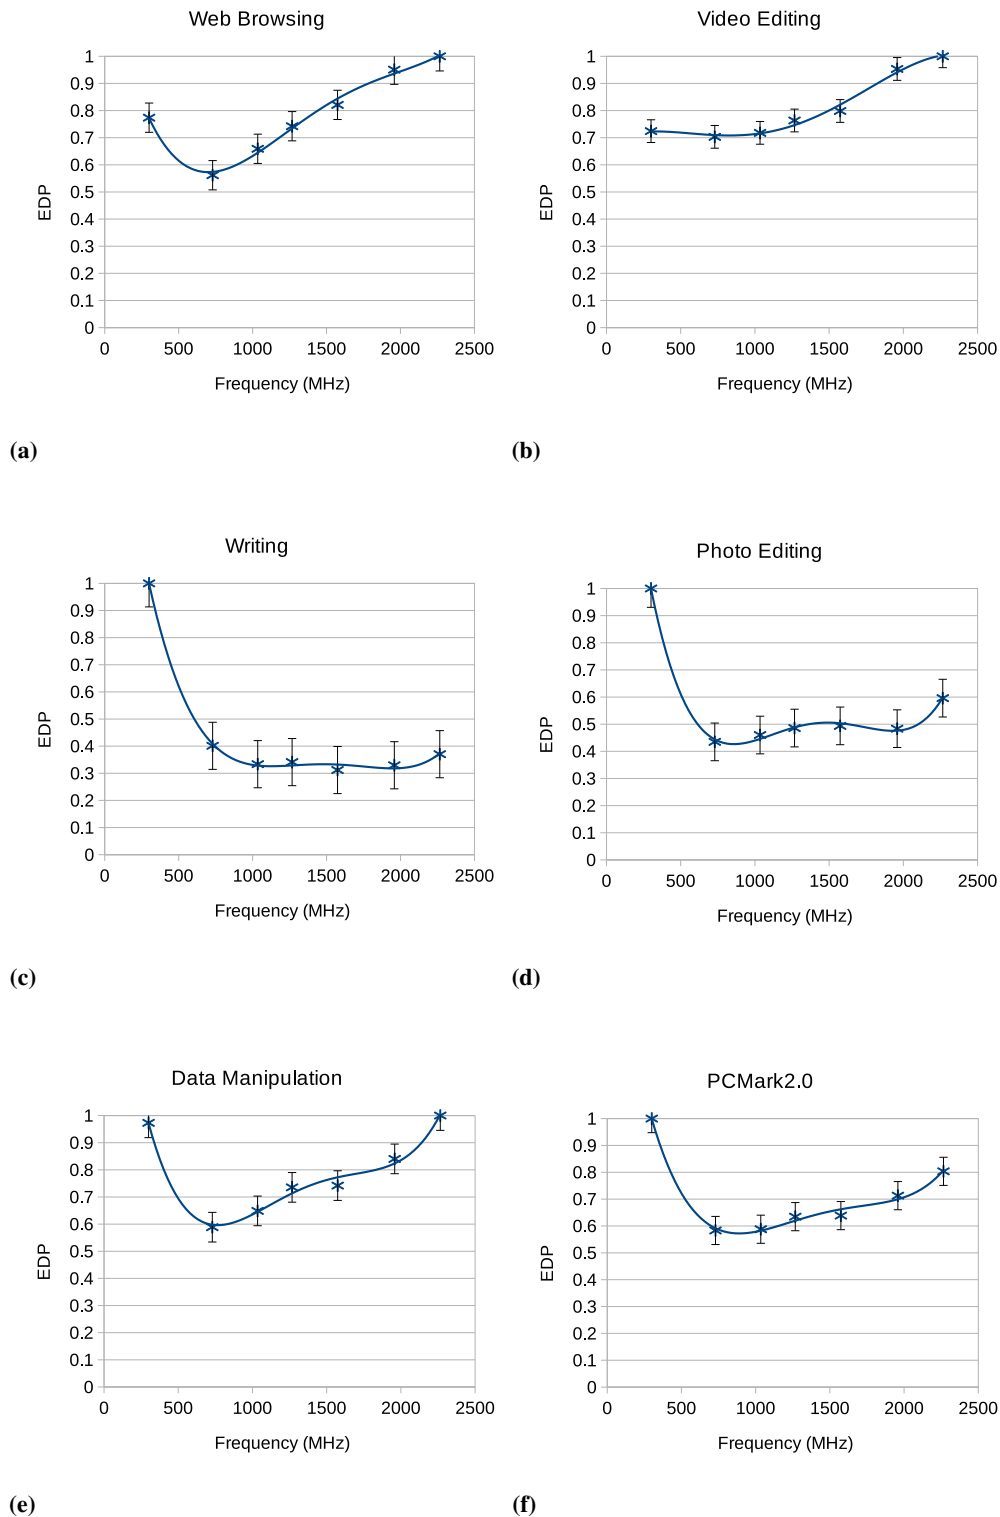 Web Browsing
1
0.9
0.8
0.7
0.6
0.5
0.4
0.3
0.2
0.1
0
EDP
0 500 1000 1500 2000 2500
Frequency (MHz)
(a)
Video Editing
1
0.9
0.8
0.7
0.6
0.5
0.4
0.3
0.2
0.1
0
EDP
0 500 1000 1500 2000 2500
Frequency (MHz)
(b)
Writing
1
0.9
0.8
0.7
0.6
0.5
0.4
0.3
0.2
0.1
0
EDP
0 500 1000 1500 2000 2500
Frequency (MHz)
(c)
Photo Editing
1
0.9
0.8
0.7
0.6
0.5
0.4
0.3
0.2
0.1
0
EDP
0 500 1000 1500 2000 2500
Frequency (MHz)
(d)
Data Manipulation
1
0.9
0.8
0.7
0.6
0.5
0.4
0.3
0.2
0.1
0
EDP
0 500 1000 1500 2000 2500
Frequency (MHz)
(e)
PCMark2.0
1
0.9
0.8
0.7
0.6
0.5
0.4
0.3
0.2
0.1
0
EDP
0 500 1000 1500 2000 2500
Frequency (MHz)
(f)